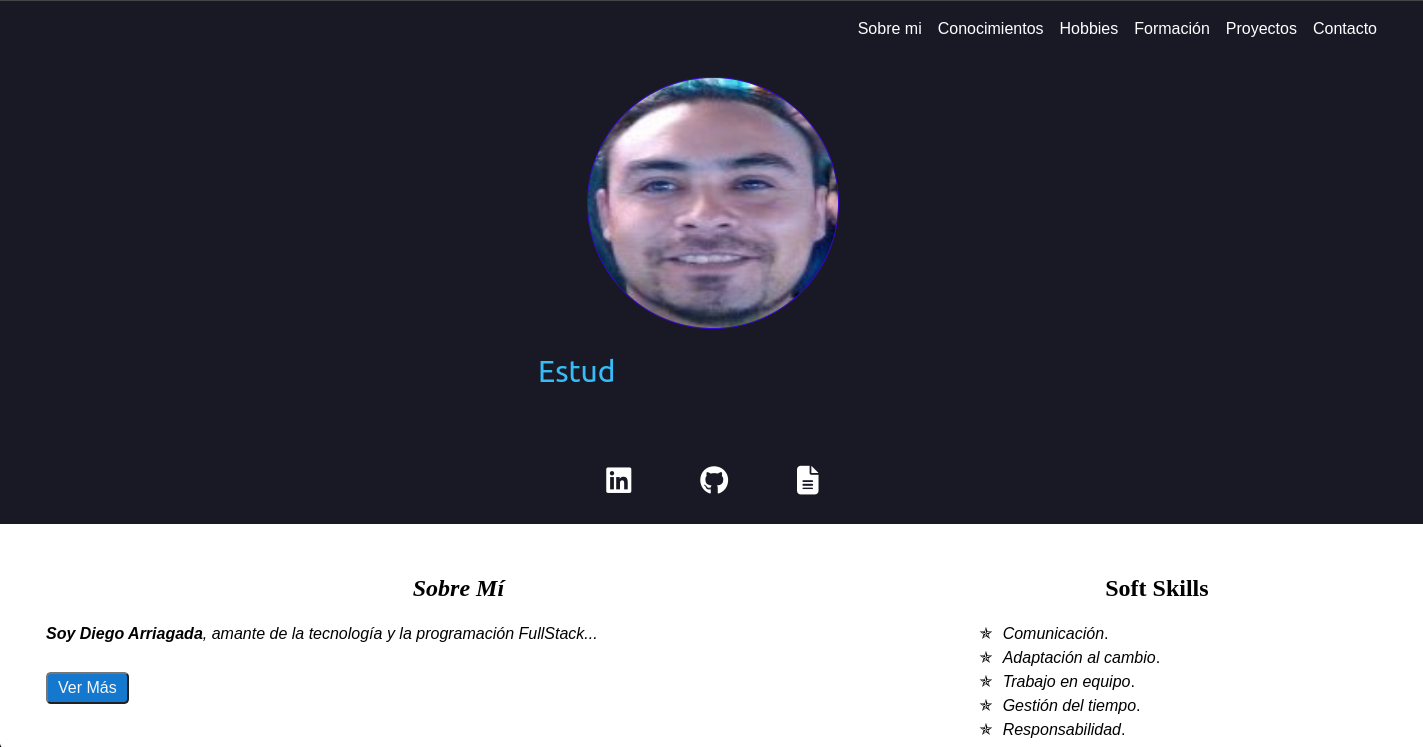 Sobre mi Conocimientos Hobbies Formación Proyectos Contacto
Estud
in
Sobre Mí
Soy Diego Arriagada, amante de la tecnología y la programación FullStack...
Ver Más
Soft Skills
✯ Comunicación.
✯ Adaptación al cambio.
✯ Trabajo en equipo.
✯ Gestión del tiempo.
✯ Responsabilidad.